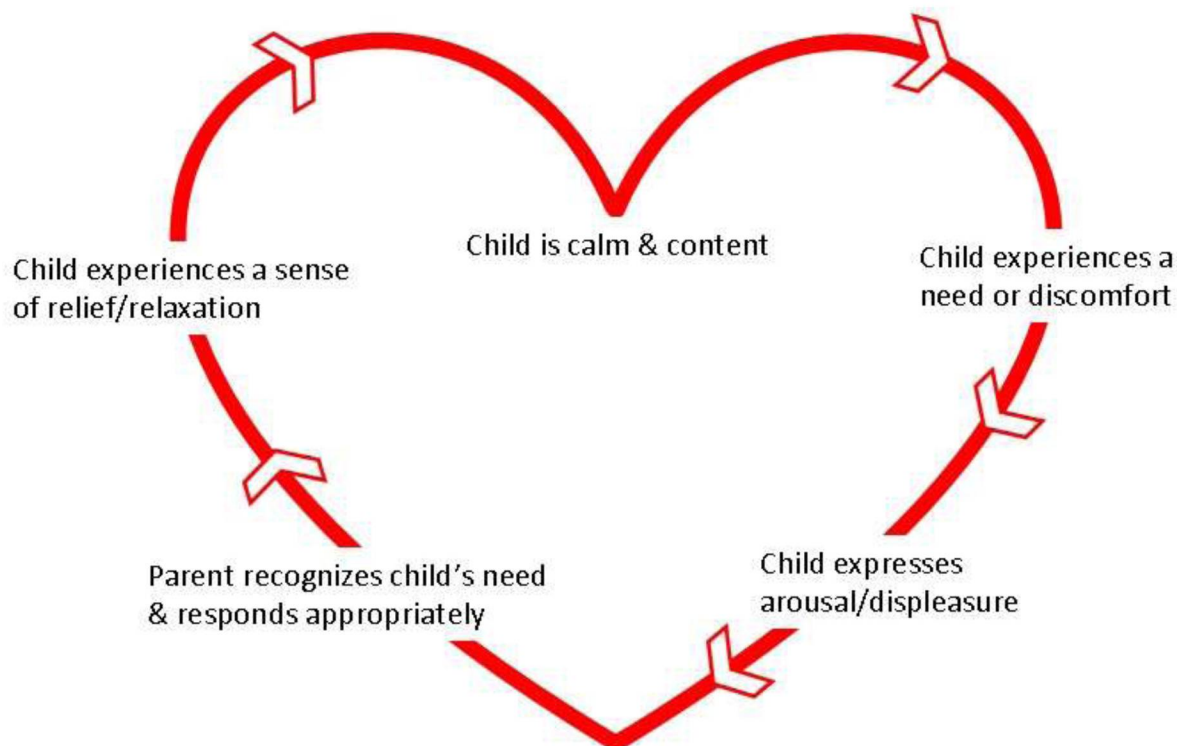 Child is calm & content
Child experiences a
need or discomfort
Child expresses
arousal/displeasure
Parent recognizes child's need
& responds appropriately
Child experiences a sense
of relief/relaxation